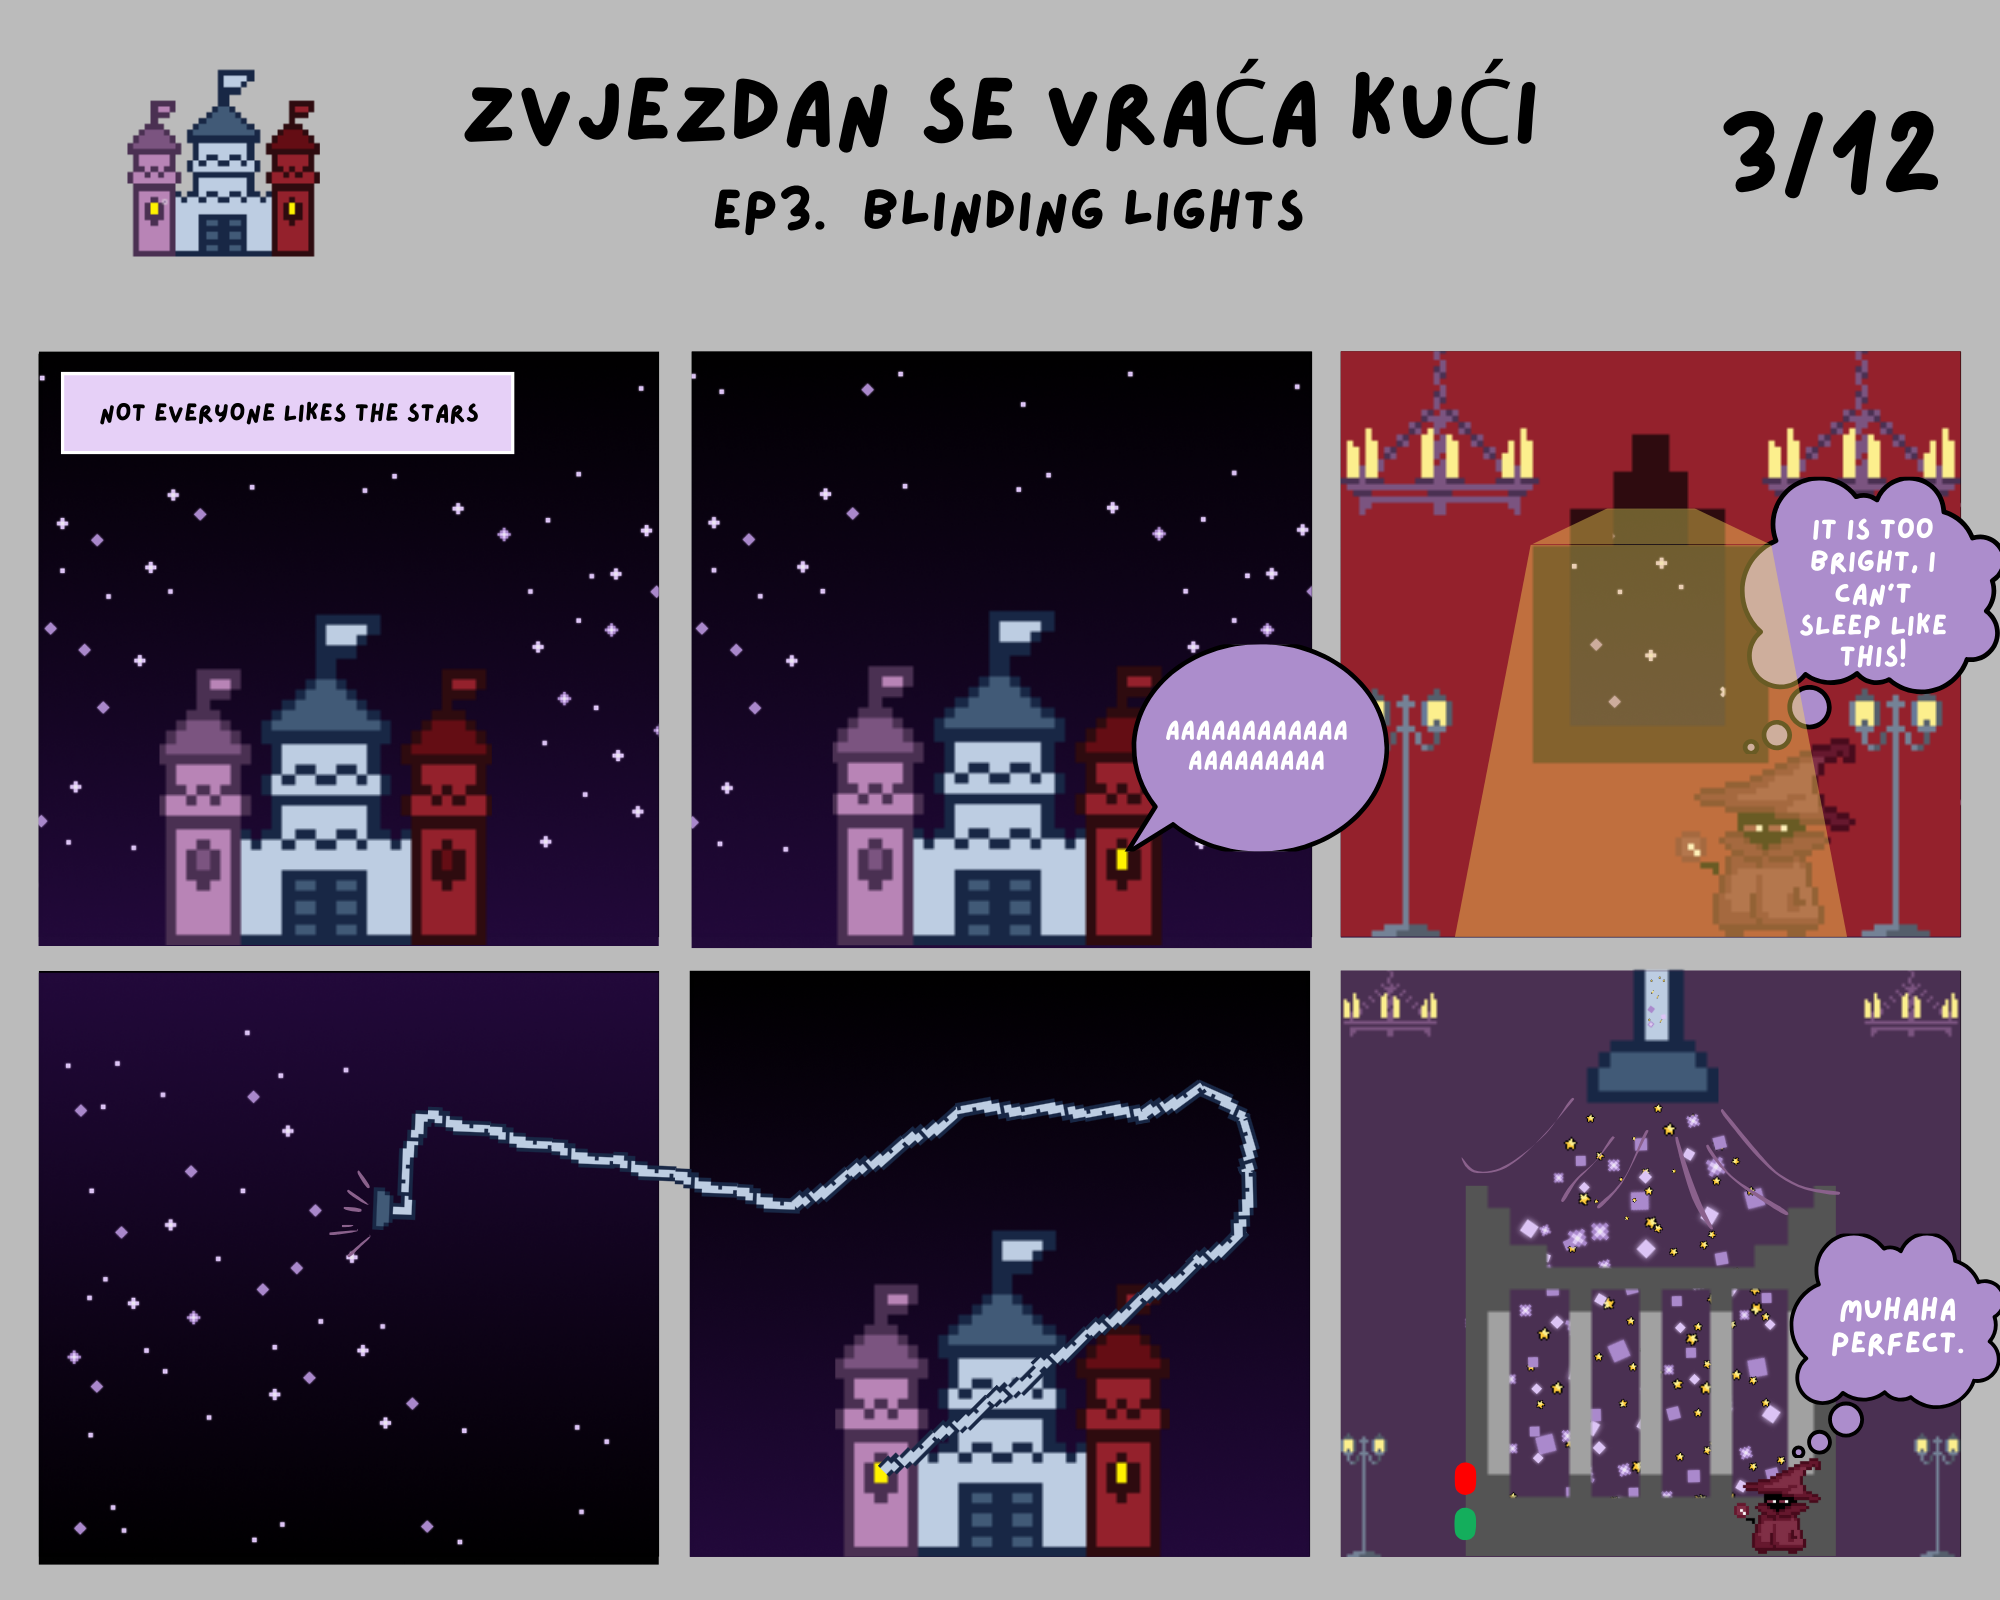 ZVJEZDAN SE VRAĆA KUĆI
EP3. BLINDING LIGHTS
3/12
NOT EVERYONE LIKES THE STARS
AAAAAAAAAAAA
AAAAAAAAA
IT IS TOO
BRIGHT, I
CAN'T
SLEEP LIKE
THIS!
MUHAHA
PERFECT.